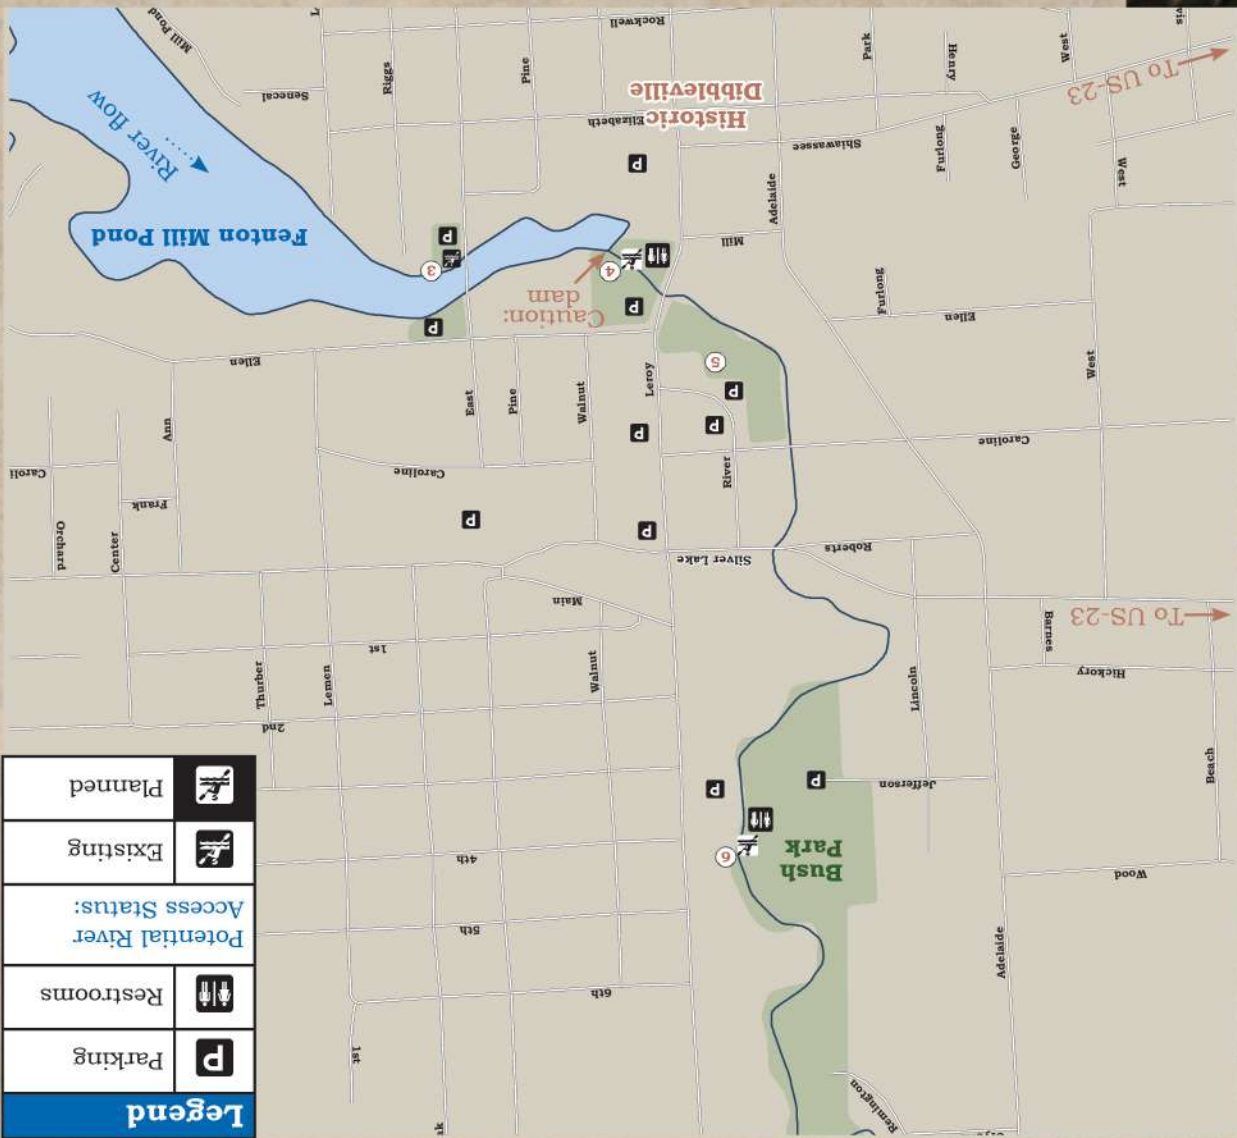 Legend
Parking
Restrooms
Potential River
Access Status:
Existing
Planned
Remington
1st
6th
Adelaide
5th
4th
Wood
Bush
Park
6
Jefferson
Beach
2nd
Hickory
Lincoln
Walnut
Lemen
Thurber
1st
Barnes
To US-23
Main
Roberts
Silver Lake
Center
Orchard
Frank
Caroline
River
Caroline
Caroli
West
Leroy
Walnut
Pine
East
Ann
5
Ellen
Ellen
Furlong
Caution:
dam
4
3
Mill
Fenton Mill Pond
River flow
Adelaide
West
George
Furlong
Shiawassee
Historic
Dibbleville
Elizabeth
Senecal
To US-23
West
Henry
Park
Pine
Riggs
Mill Pond
Rockwell